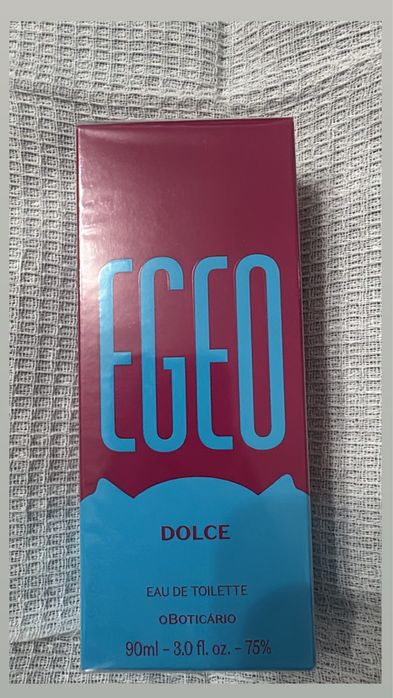 EGEO
DOLCE
EAU DE TOILETTE
oBOTICÁRIO
90ml - 3.0 fl. oz. - 75%